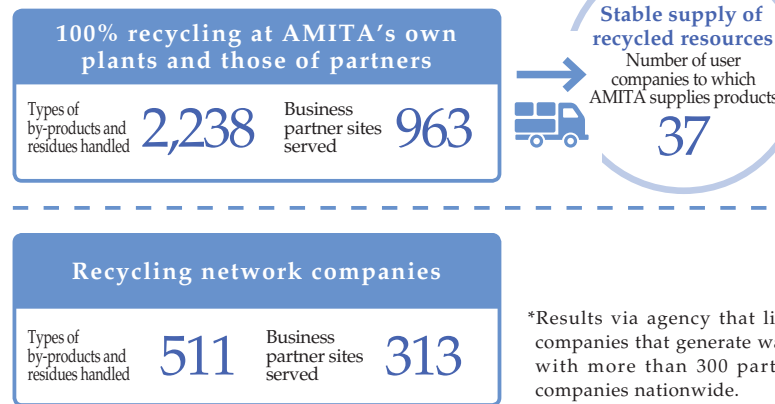 100% recycling at AMITA's own
plants and those of partners
Types of
by-products and
residues handled
2,238
Business
partner sites
served
963
Stable supply of
recycled resources
Number of user
companies to which
AMITA supplies products
37
Recycling network companies
Types of
by-products and
residues handled
511
Business
partner sites
served
313
*Results via agency that
companies that generate
with more than 300
companies nationwide.